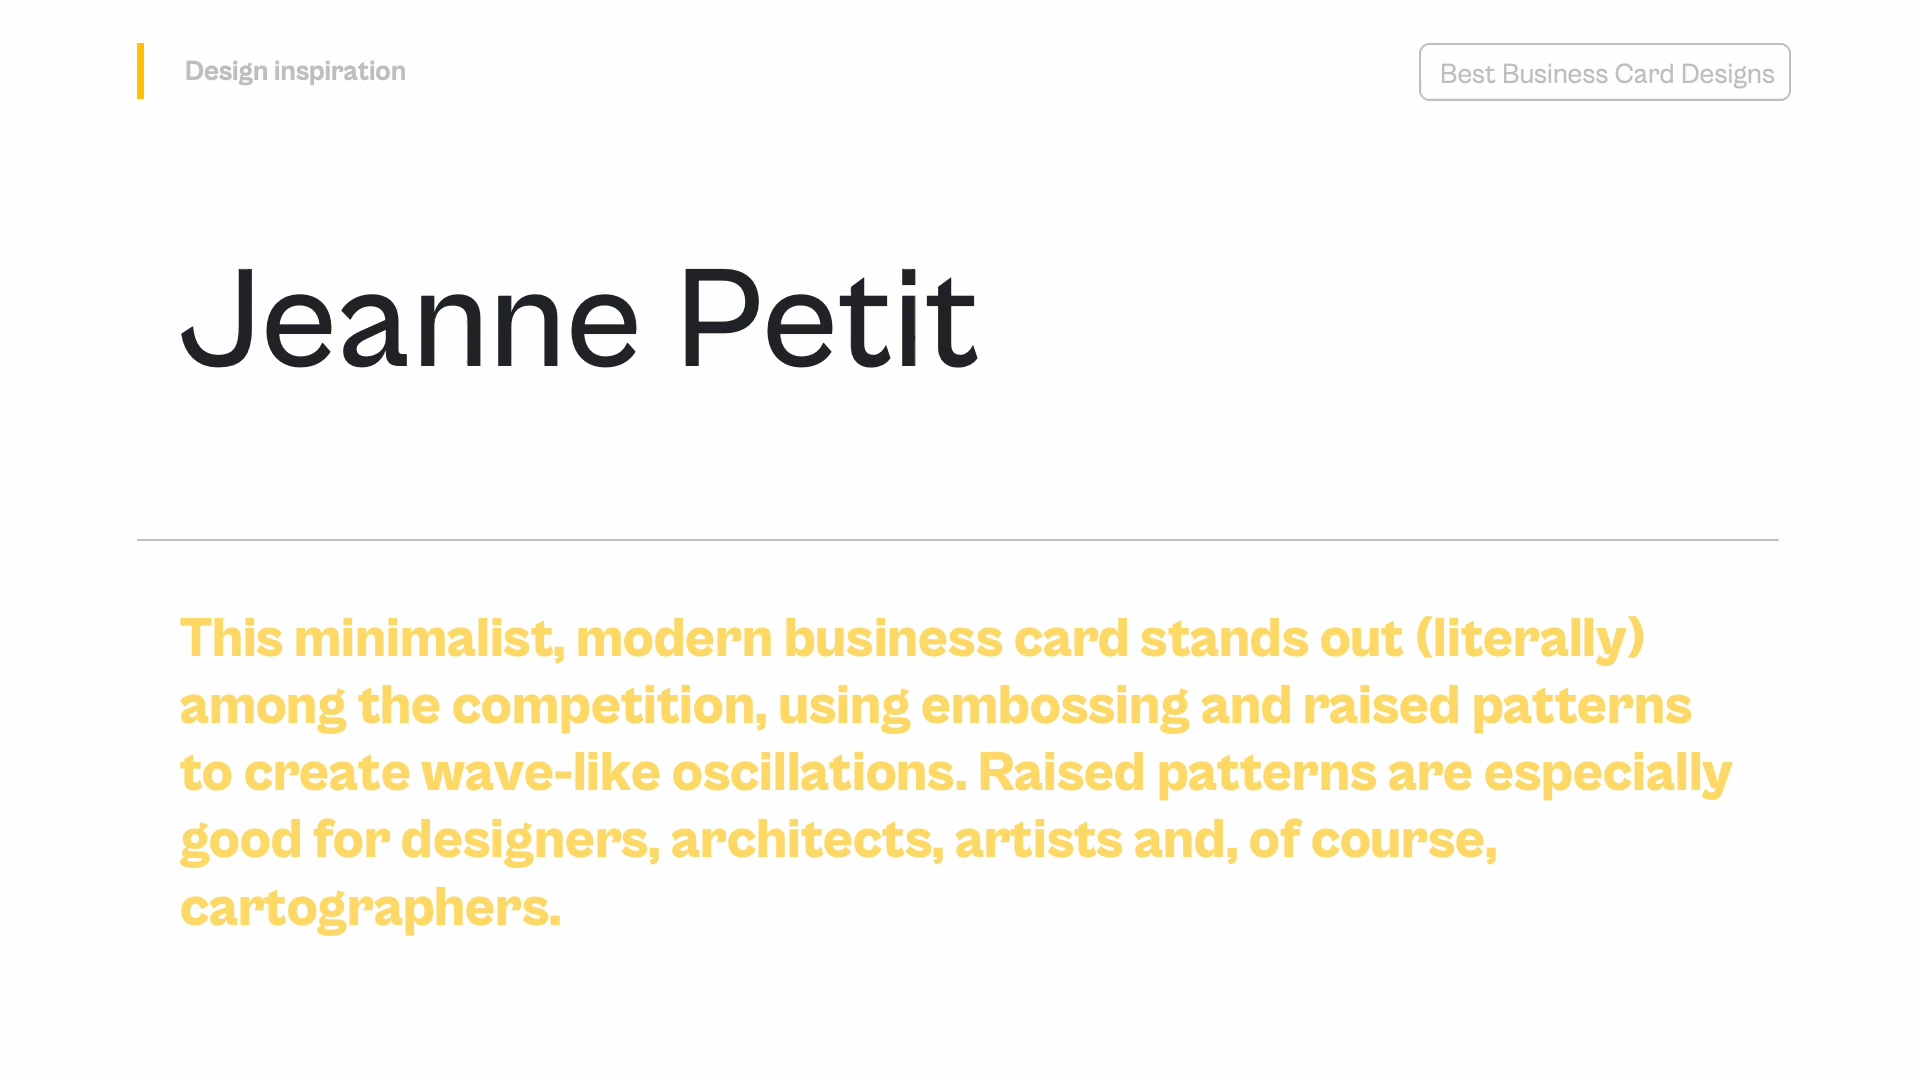 Design inspiration
Best Business Card Designs
Jeanne Petit
This minimalist, modern business card stands out (literally)
among the competition, using embossing and raised patterns
to create wave-like oscillations. Raised patterns are especially
good for designers, architects, artists and, of course,
cartographers.